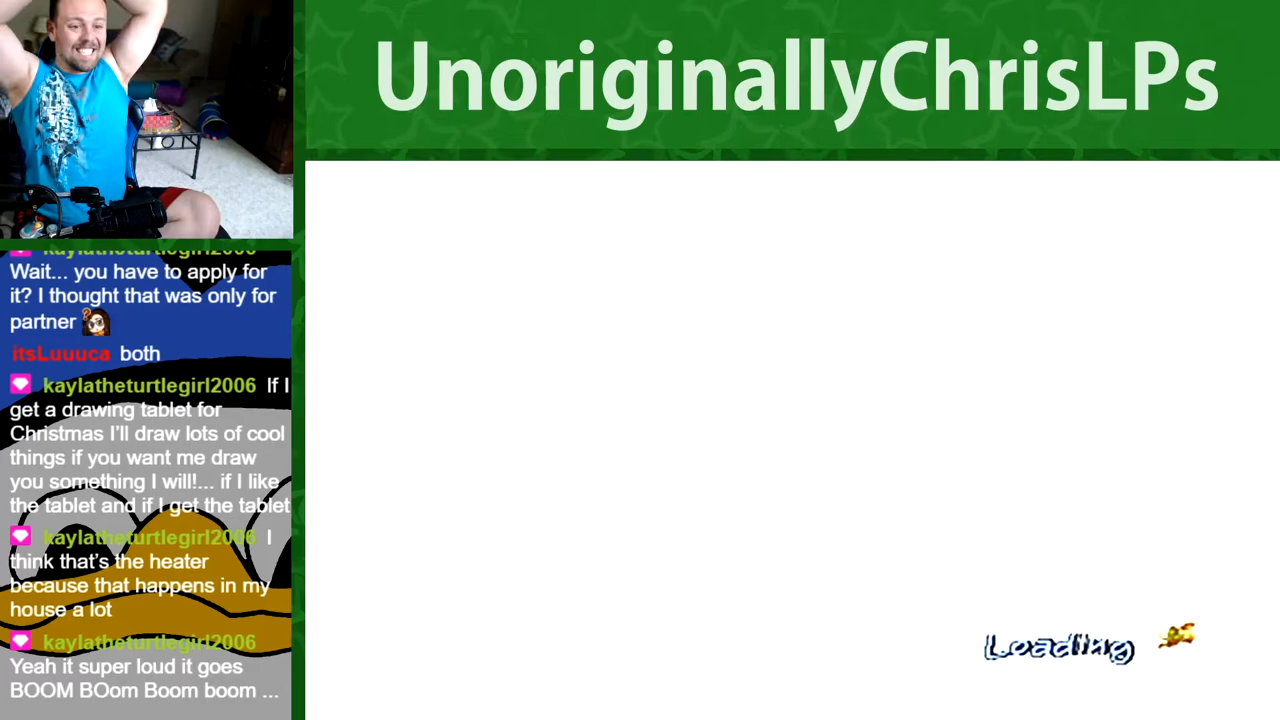 UnoriginallyChrisLPs
kaylatheturtlegirl2006
Wait... you have to apply for
it? I thought that was only for
partner
itsLuuuca both
kaylatheturtlegirl2006 If I
get a drawing tablet for
Christmas I'll draw lots of cool
things if you want me draw
you something I will!... if I like
the tablet and if I get the tablet
kaylatheturtlegirl2006 I
think that's the heater
because that happens in my
house a lot
kaylatheturtlegirl2006
Yeah it super loud it goes
BOOM BOom Boom boom ...
Loading